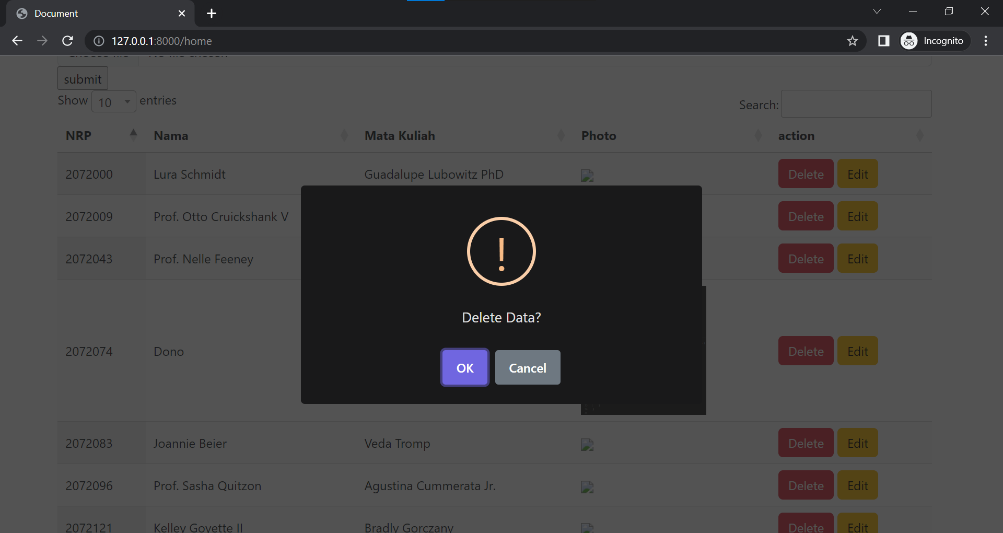 Document
127.0.0.1:8000/home
Incognito
submit
Show 10 entries
Search:
NRP Nama Mata Kuliah Photo action
2072000 Lura Schmidt Guadalupe Lubowitz PhD Delete Edit
2072009 Prof. Otto Cruickshank V Delete Edit
2072043 Prof. Nelle Feeney Delete Edit
!
Delete Data?
2072074 Dono Delete Edit
OK Cancel
2072083 Joannie Beier Veda Tromp Delete Edit
2072096 Prof. Sasha Quitzon Agustina Cummerata Jr. Delete Edit
2072121 Kelley Goyette II Bradly Gorczany Delete Edit